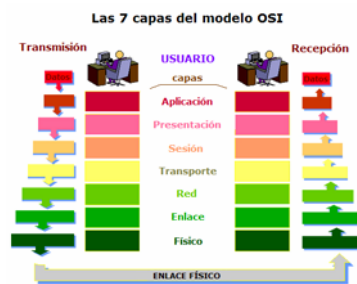 Las 7 capas del modelo OSI
Transmisión
Recepción
USUARIO
Datos
capas
Datos
Aplicación
Presentación
Sesión
Transporte
Red
Enlace
Físico
ENLACE FÍSICO